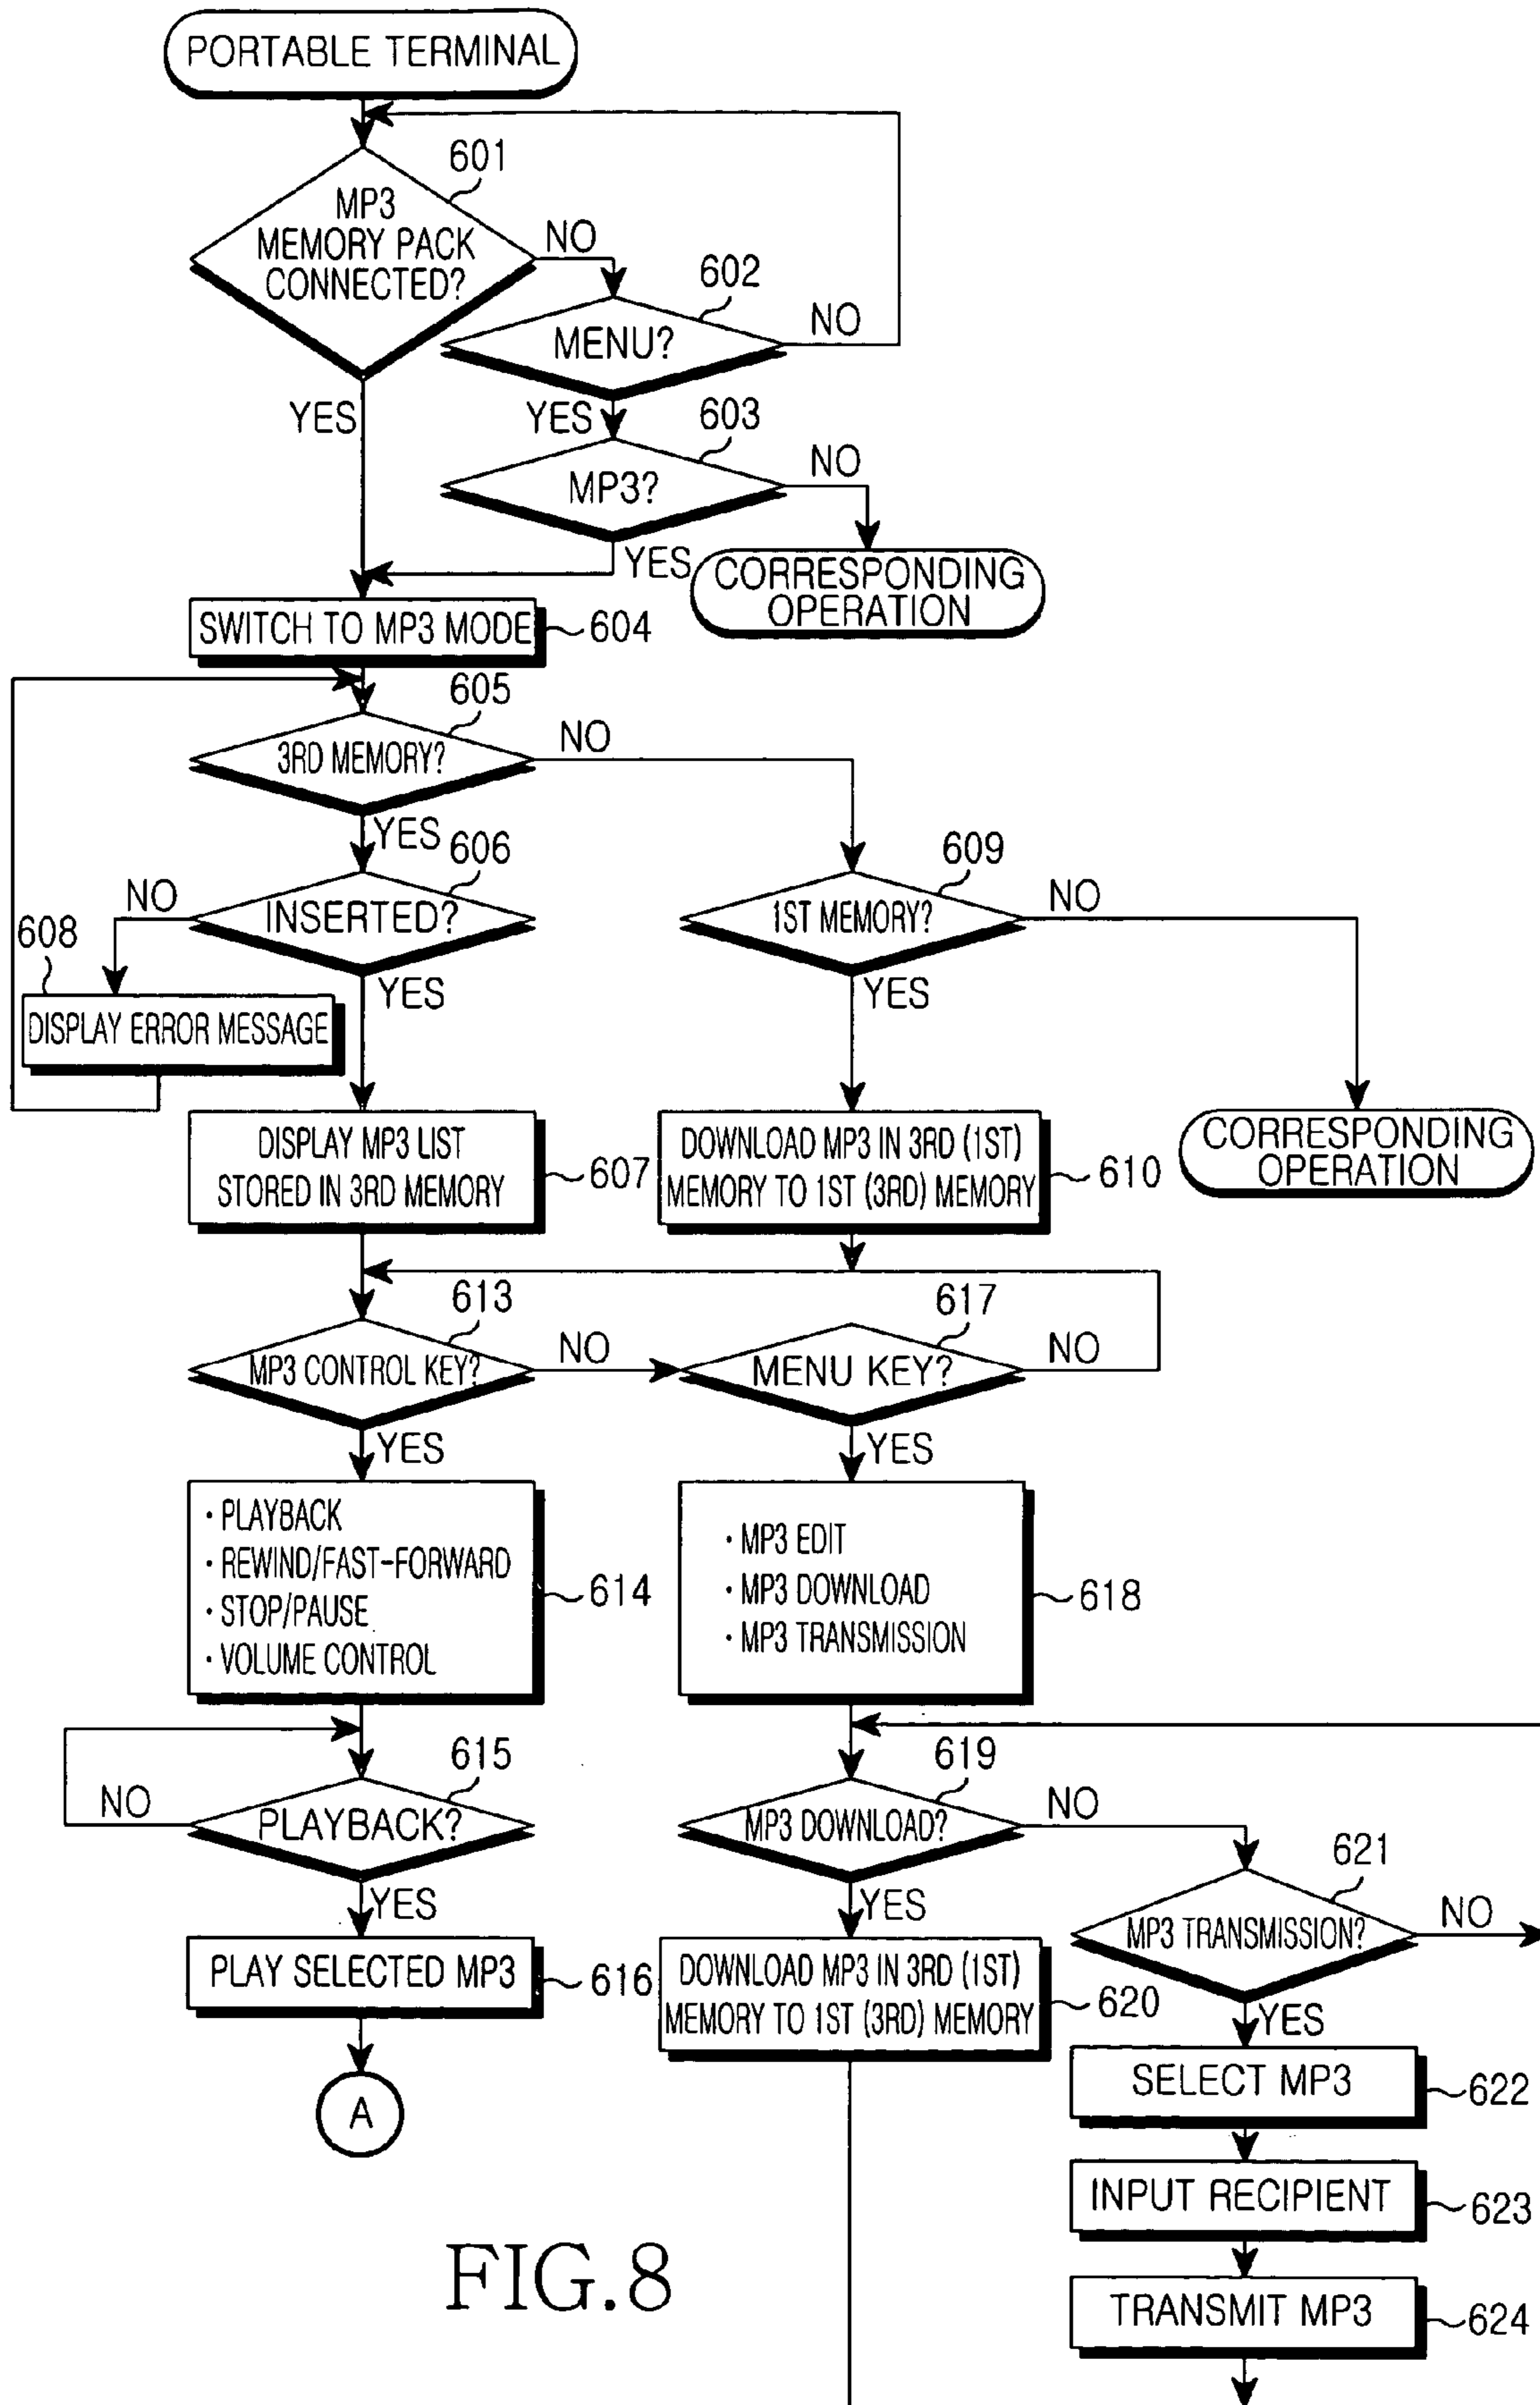 PORTABLE TERMINAL
601
MP3
MEMORY PACK
CONNECTED?
NO
602
MENU?
NO
YES
YES
603
MP3?
NO
YES
CORRESPONDING
OPERATION
SWITCH TO MP3 MODE
604
605
3RD MEMORY?
NO
YES
606
INSERTED?
NO
608
DISPLAY ERROR MESSAGE
YES
609
1ST MEMORY?
NO
YES
DISPLAY MP3 LIST
STORED IN 3RD MEMORY
607
DOWNLOAD MP3 IN 3RD (1ST)
MEMORY TO 1ST (3RD) MEMORY
610
CORRESPONDING
OPERATION
613
MP3 CONTROL KEY?
NO
617
MENU KEY?
NO
YES
YES
· PLAYBACK
· REWIND/FAST-FORWARD
· STOP/PAUSE
· VOLUME CONTROL
614
· MP3 EDIT
· MP3 DOWNLOAD
· MP3 TRANSMISSION
618
615
PLAYBACK?
NO
YES
619
MP3 DOWNLOAD?
NO
YES
621
MP3 TRANSMISSION?
NO
YES
PLAY SELECTED MP3
616
DOWNLOAD MP3 IN 3RD (1ST)
MEMORY TO 1ST (3RD) MEMORY
620
A
SELECT MP3
622
INPUT RECIPIENT
623
TRANSMIT MP3
624
FIG.8